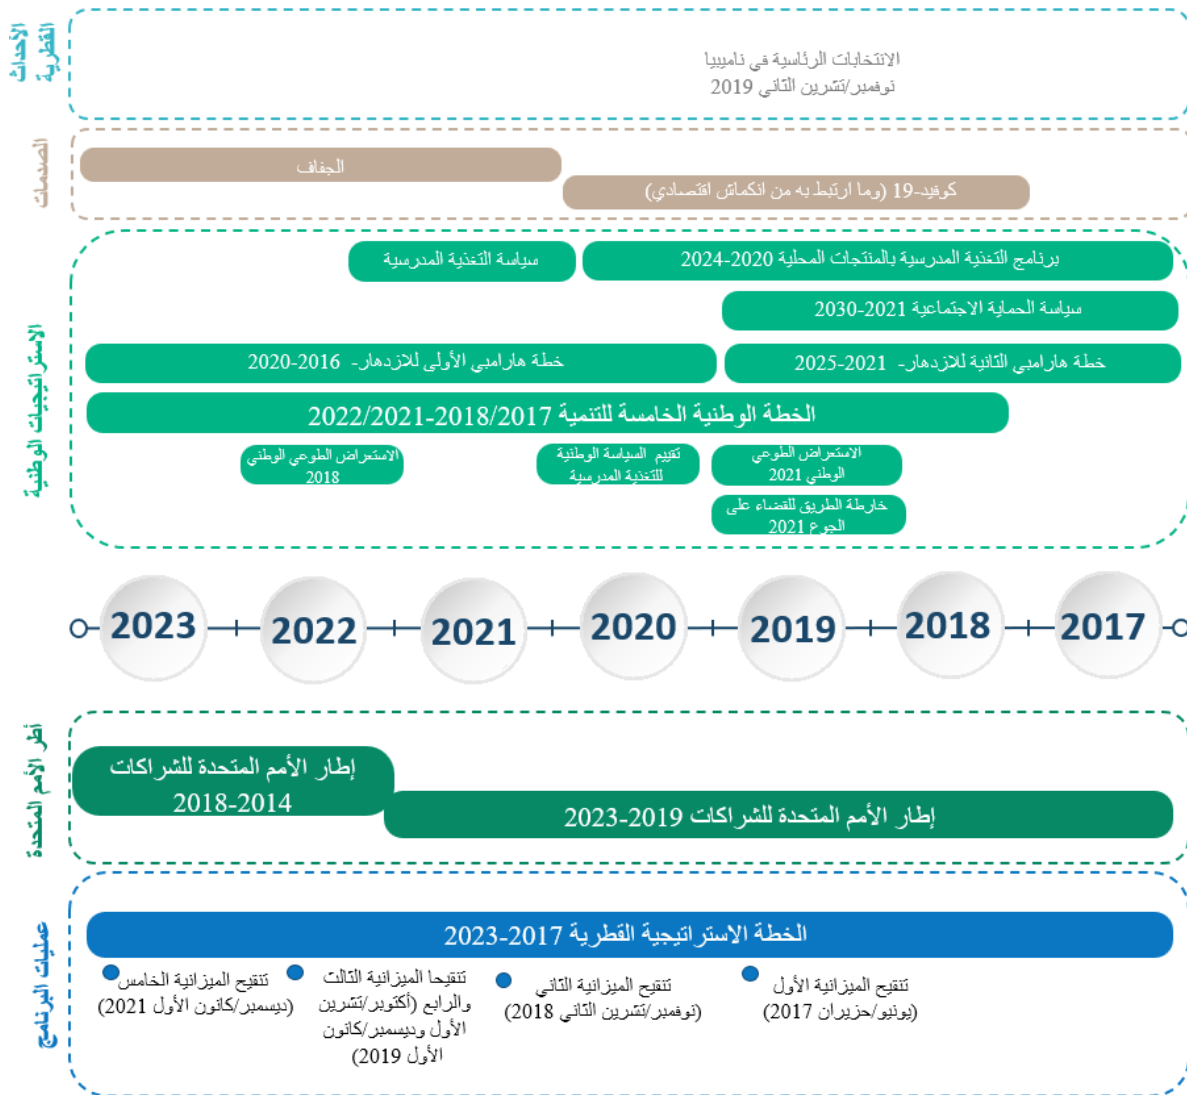 الأحداث
القطرية
الانتخابات الرئاسية في ناميبيا
نوفمبر/تشرين الثاني 2019
الصدمات
الجفاف
كوفيد-19 (وما ارتبط به من انكماش اقتصادي)
الاستراتيجيات الوطنية
برنامج التغذية المدرسية بالمنتجات المحلية 2020-2024
سياسة التغذية المدرسية
سياسة الحماية الاجتماعية 2021-2030
خطة هارامبي الثانية للازدهار- 2021-2025
خطة هارامبي الأولى للازدهار- 2016-2020
الخطة الوطنية الخامسة للتنمية 2018/2017-2022/2021
الاستعراض الطوعي
الوطني 2021
تقييم السياسة الوطنية
للتغذية المدرسية
الاستعراض الطوعي الوطني
2018
خارطة الطريق للقضاء على
الجوع 2021
2017
2018
2019
2020
2021
2022
2023
أطر الأمم المتحدة
إطار الأمم المتحدة للشراكات
2014-2018
إطار الأمم المتحدة للشراكات 2019-2023
عمليات البرنامج
الخطة الاستراتيجية القطرية 2017-2023
تنقيح الميزانية الأول
(يونيو/حزيران 2017)
تنقيح الميزانية الثاني
(نوفمبر/تشرين الثاني 2018)
تنقيحا الميزانية الثالث
والرابع (أكتوبر/تشرين
الأول وديسمبر/كانون
الأول 2019)
تنقيح الميزانية الخامس
(ديسمبر/كانون الأول 2021)